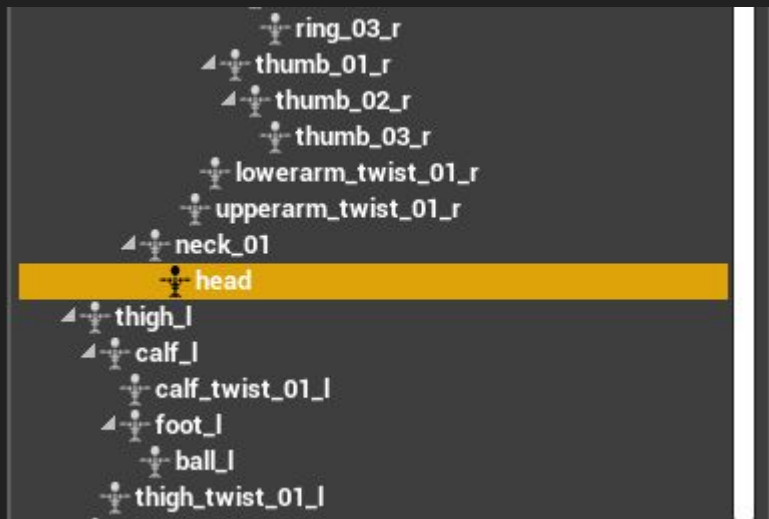 ring_03_r
thumb_01_r
thumb_02_r
thumb_03_r
lowerarm_twist_01_r
upperarm_twist_01_r
neck_01
head
thigh_l
calf_l
calf_twist_01_l
foot_l
ball_l
thigh_twist_01_l